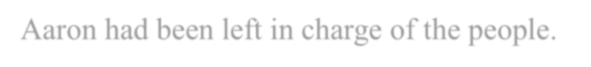 Aaron had been left in charge of the people.